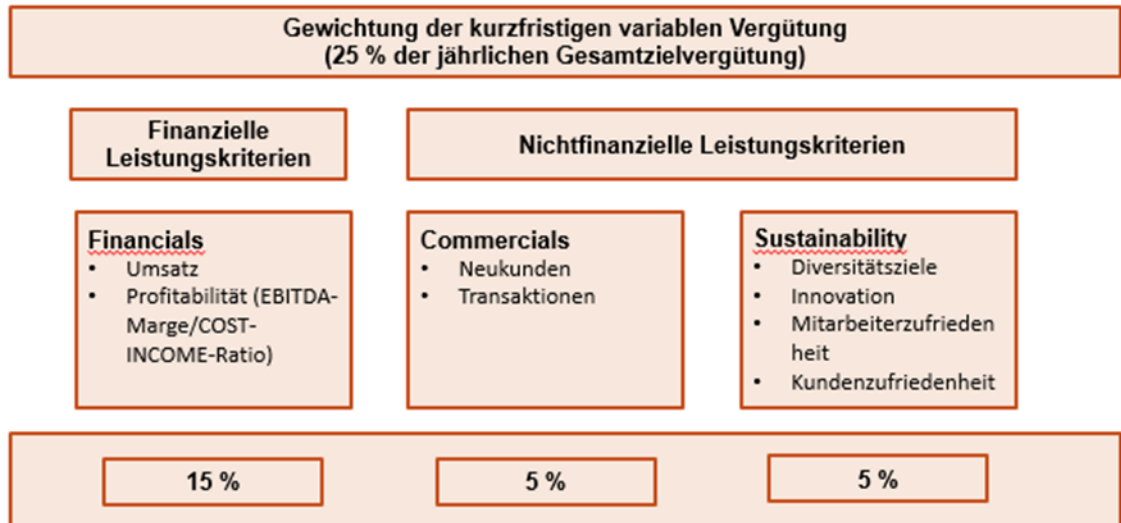 Gewichtung der kurzfristigen variablen Vergütung
(25 % der jährlichen Gesamtzielvergütung)
Finanzielle
Leistungskriterien
Nichtfinanzielle Leistungskriterien
Financials
• Umsatz
• Profitabilität (EBITDA-
Marge/COST-
INCOME-Ratio)
Commercials
• Neukunden
• Transaktionen
Sustainability
• Diversitätsziele
• Innovation
• Mitarbeiterzufrieden
heit
• Kundenzufriedenheit
15 %
5 %
5 %